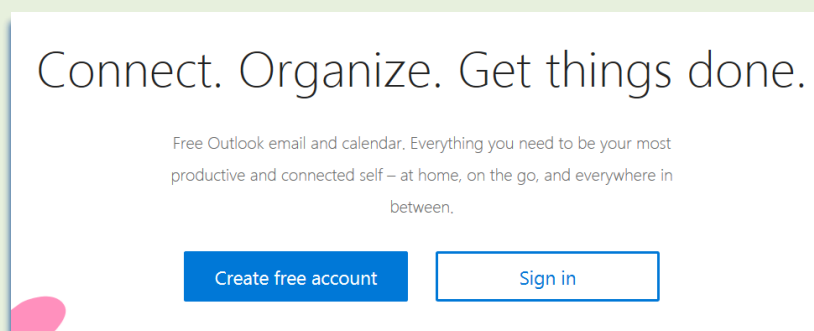 Connect. Organize. Get things done.
Free Outlook email and calendar. Everything you need to be your most
productive and connected self – at home, on the go, and everywhere in
between.
Create free account
Sign in